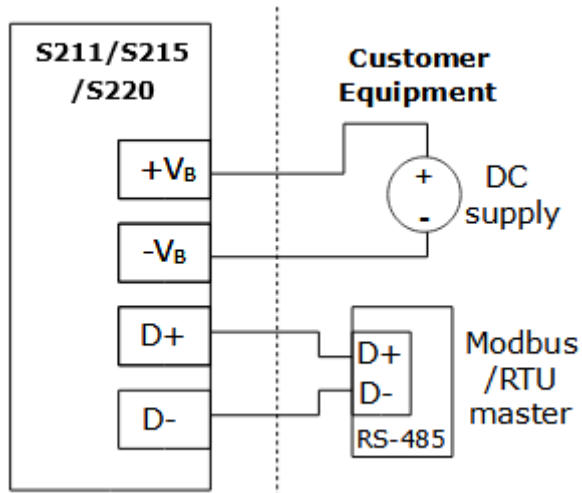 S211/S215
/S220
Customer
Equipment
+VB
+
-
DC
supply
-VB
D+
D-
D+
D-
RS-485
Modbus
/RTU
master